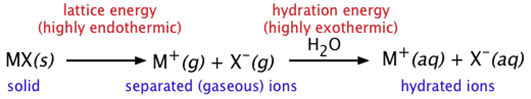 lattice energy
(highly endothermic)
hydration energy
(highly exothermic)
H₂O
MX(s) → M⁺(g) + X⁻(g) → M⁺(aq) + X⁻(aq)
solid
separated (gaseous) ions
hydrated ions